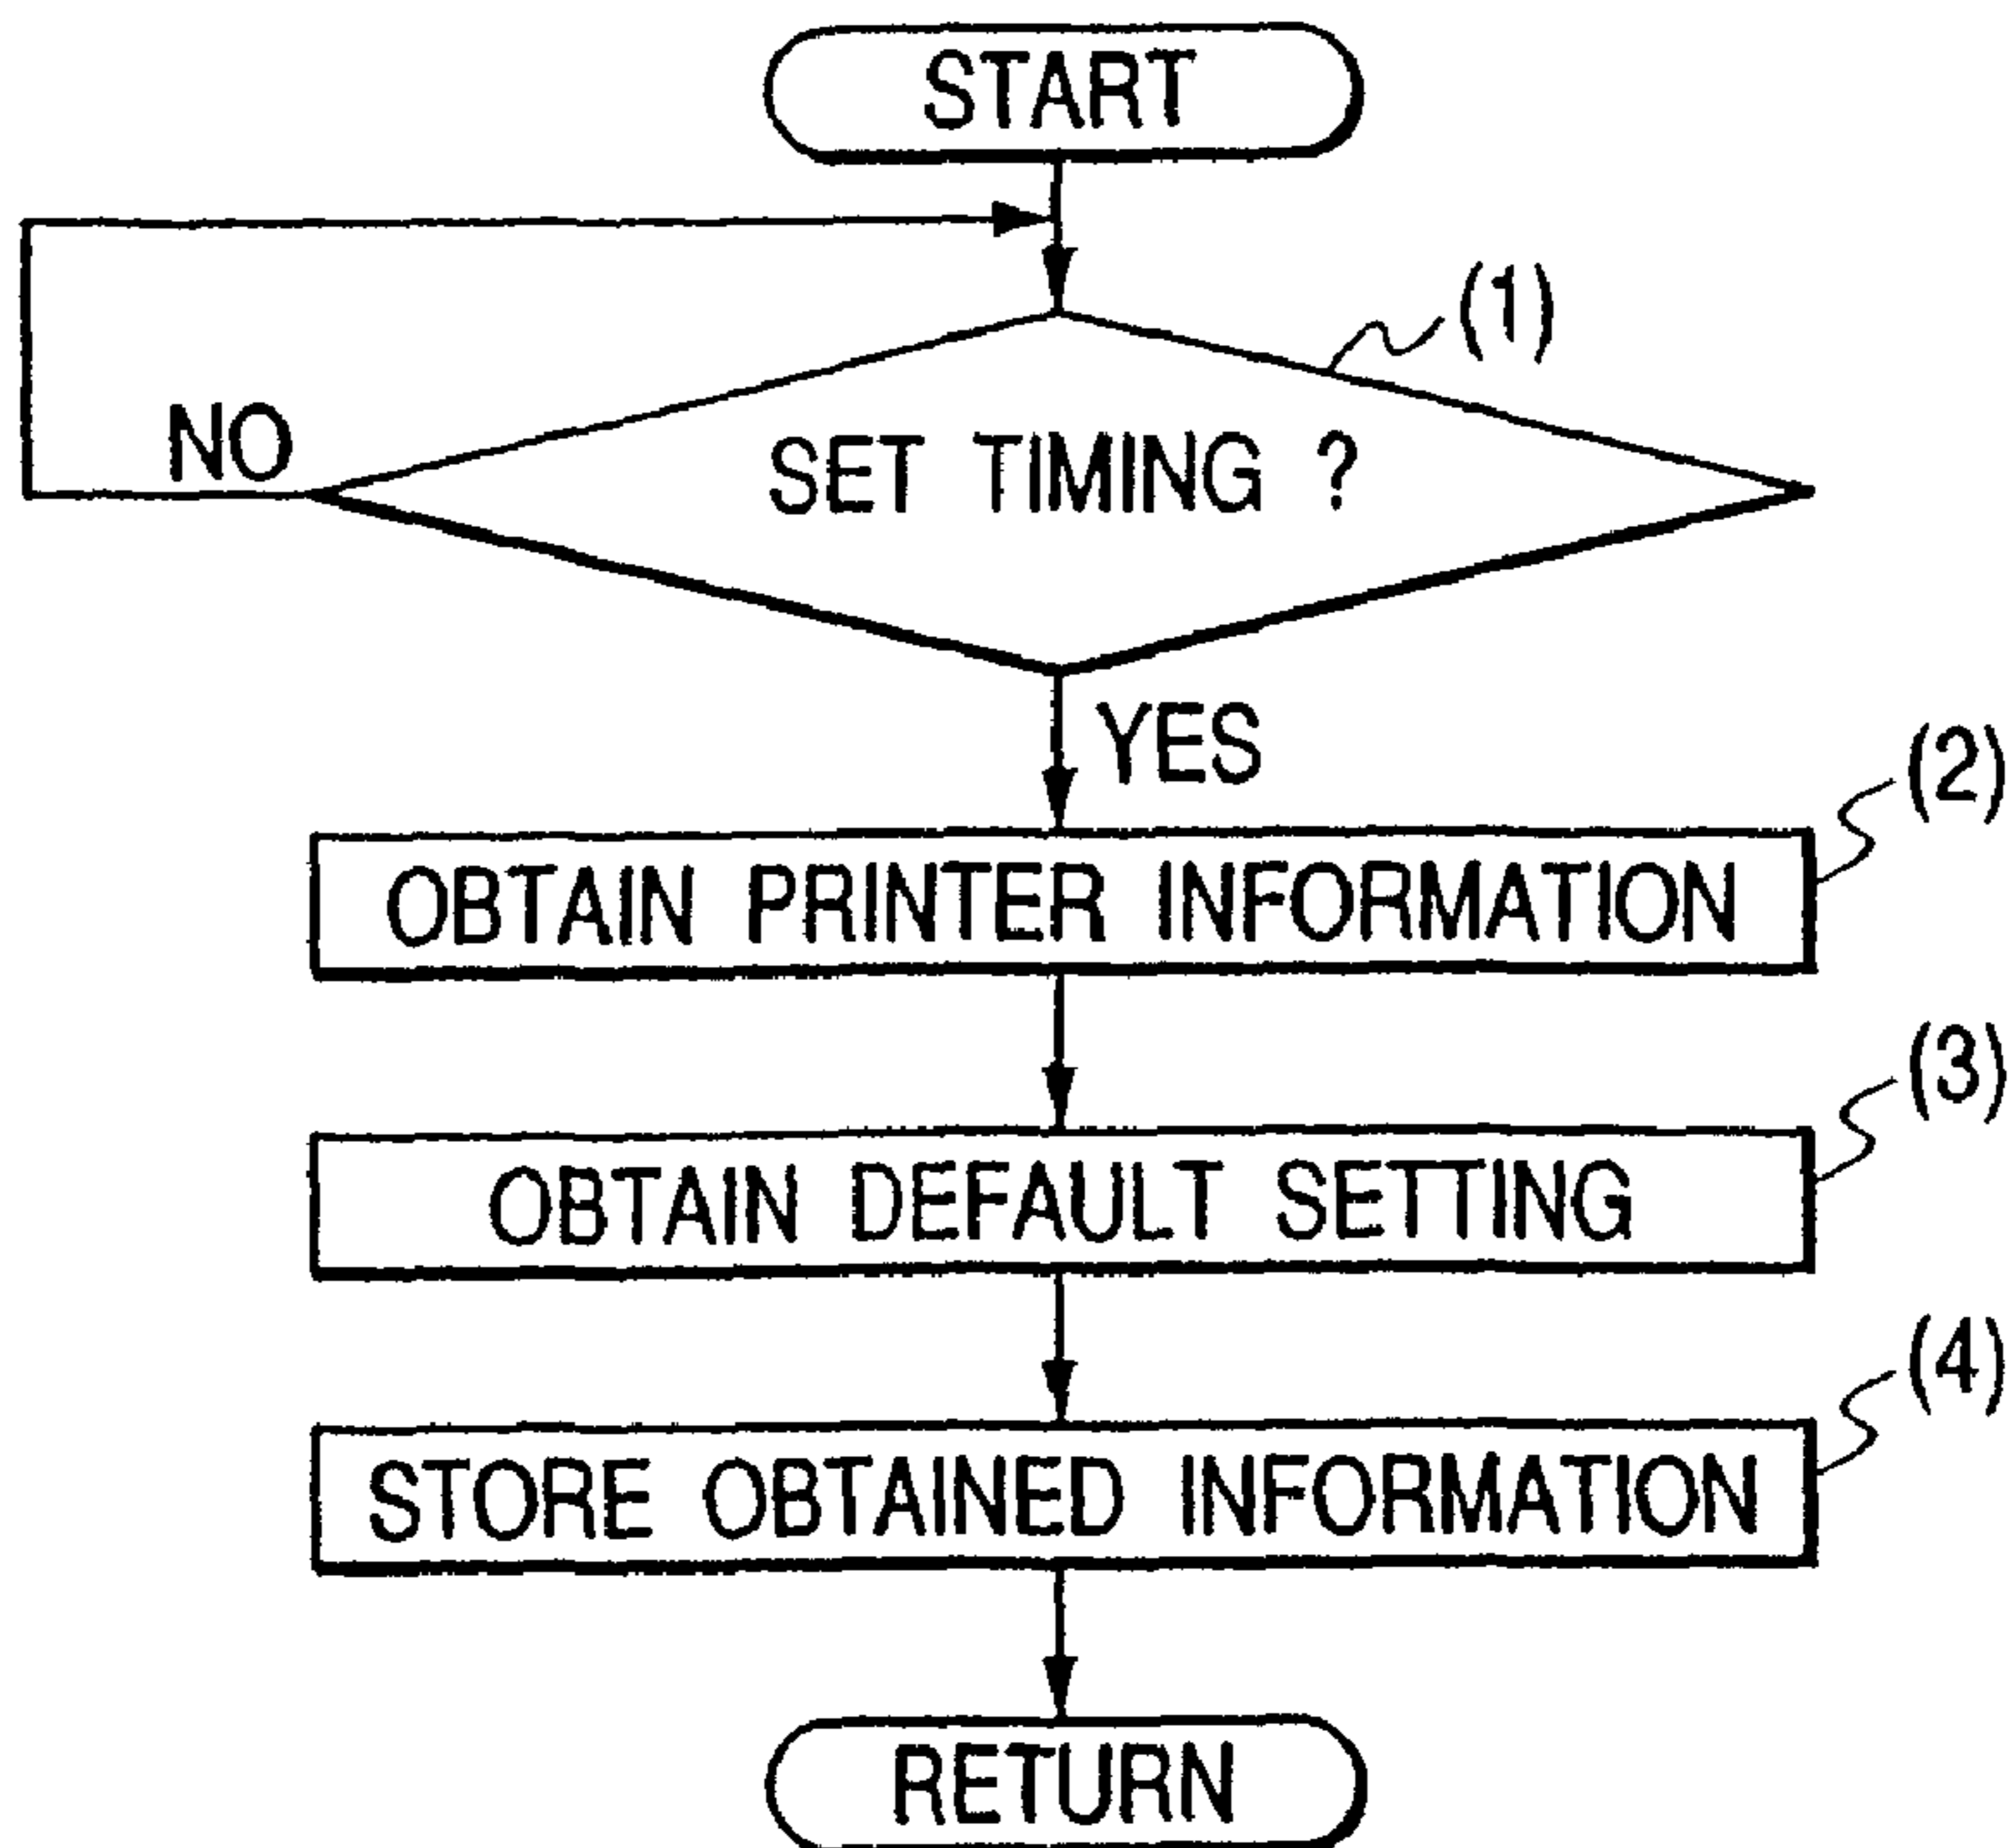 START
(1)
SET TIMING ?
NO
YES
(2)
OBTAIN PRINTER INFORMATION
(3)
OBTAIN DEFAULT SETTING
(4)
STORE OBTAINED INFORMATION
RETURN